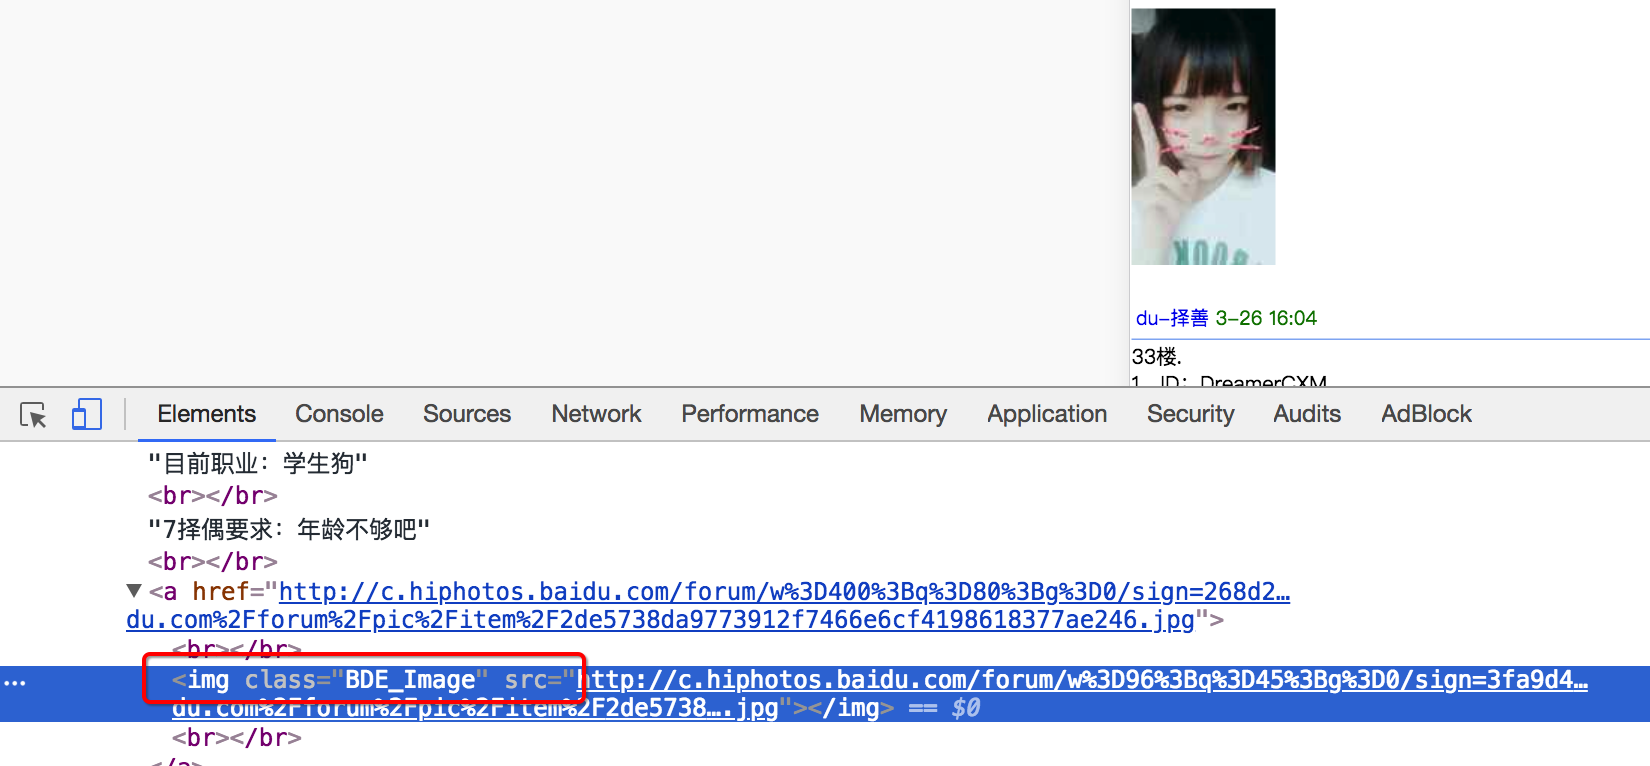 du-择善 3-26 16:04
33楼.
1、ID：DreamerCXM
Elements Console Sources Network Performance Memory Application Security Audits AdBlock
"目前职业：学生狗"
<br></br>
"7择偶要求：年龄不够吧"
<br></br>
▼<a href="http://c.hiphotos.baidu.com/forum/w%3D400%3Bq%3D80%3Bg%3D0/sign=268d2…
du.com%2Fforum%2Fpic%2Fitem%2F2de5738da9773912f7466e6cf4198618377ae246.jpg">
<br></br>
… <img class="BDE_Image" src="http://c.hiphotos.baidu.com/forum/w%3D96%3Bq%3D45%3Bg%3D0/sign=3fa9d4…
du.com%2Fforum%2Fpic%2Fitem%2F2de5738….jpg"></img> == $0
<br></br>
</a>